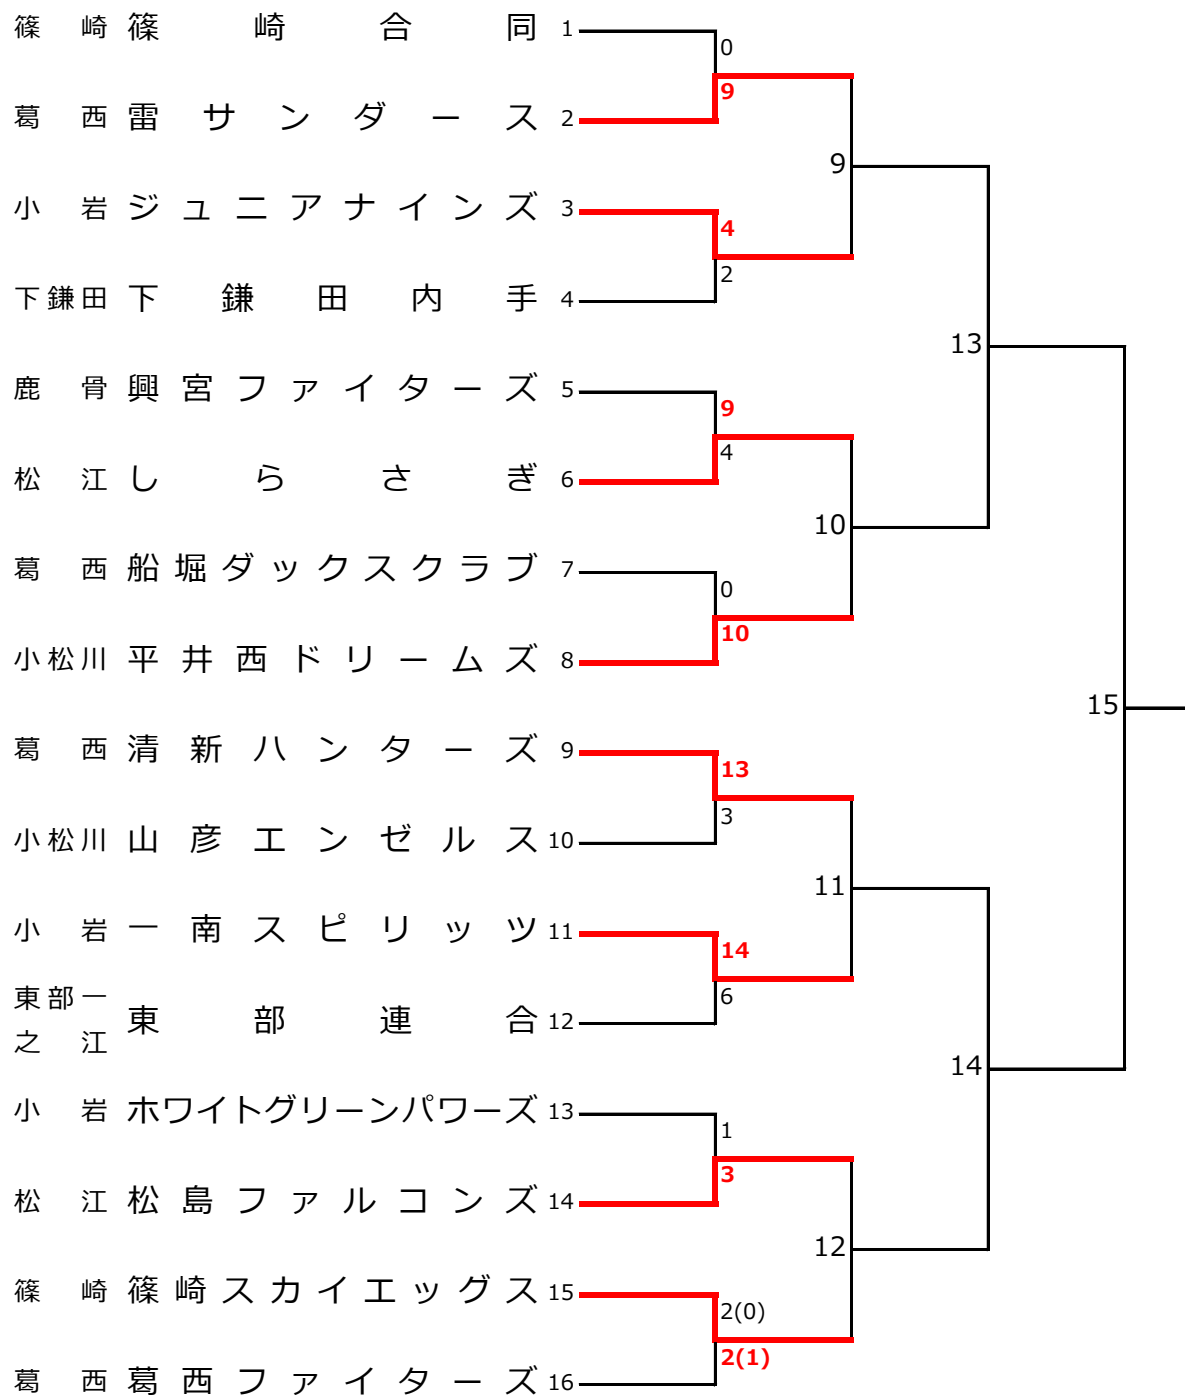 篠崎 篠崎合同 1
0
9
葛西 雷サンダース 2
9
小岩 ジュニアナインズ 3
4
2
下鎌田 下鎌田内手 4
13
鹿骨 興宮ファイターズ 5
9
4
松江 しらさぎ 6
10
葛西 船堀ダックスクラブ 7
0
10
小松川 平井西ドリームズ 8
15
葛西 清新ハンターズ 9
13
3
小松川 山彦エンゼルス 10
11
小岩 一南スピリッツ 11
14
6
東部一之江 東部連合 12
14
小岩 ホワイトグリーンパワーズ 13
1
3
松江 松島ファルコンズ 14
12
篠崎 篠崎スカイエッグス 15
2(0)
2(1)
葛西 葛西ファイターズ 16